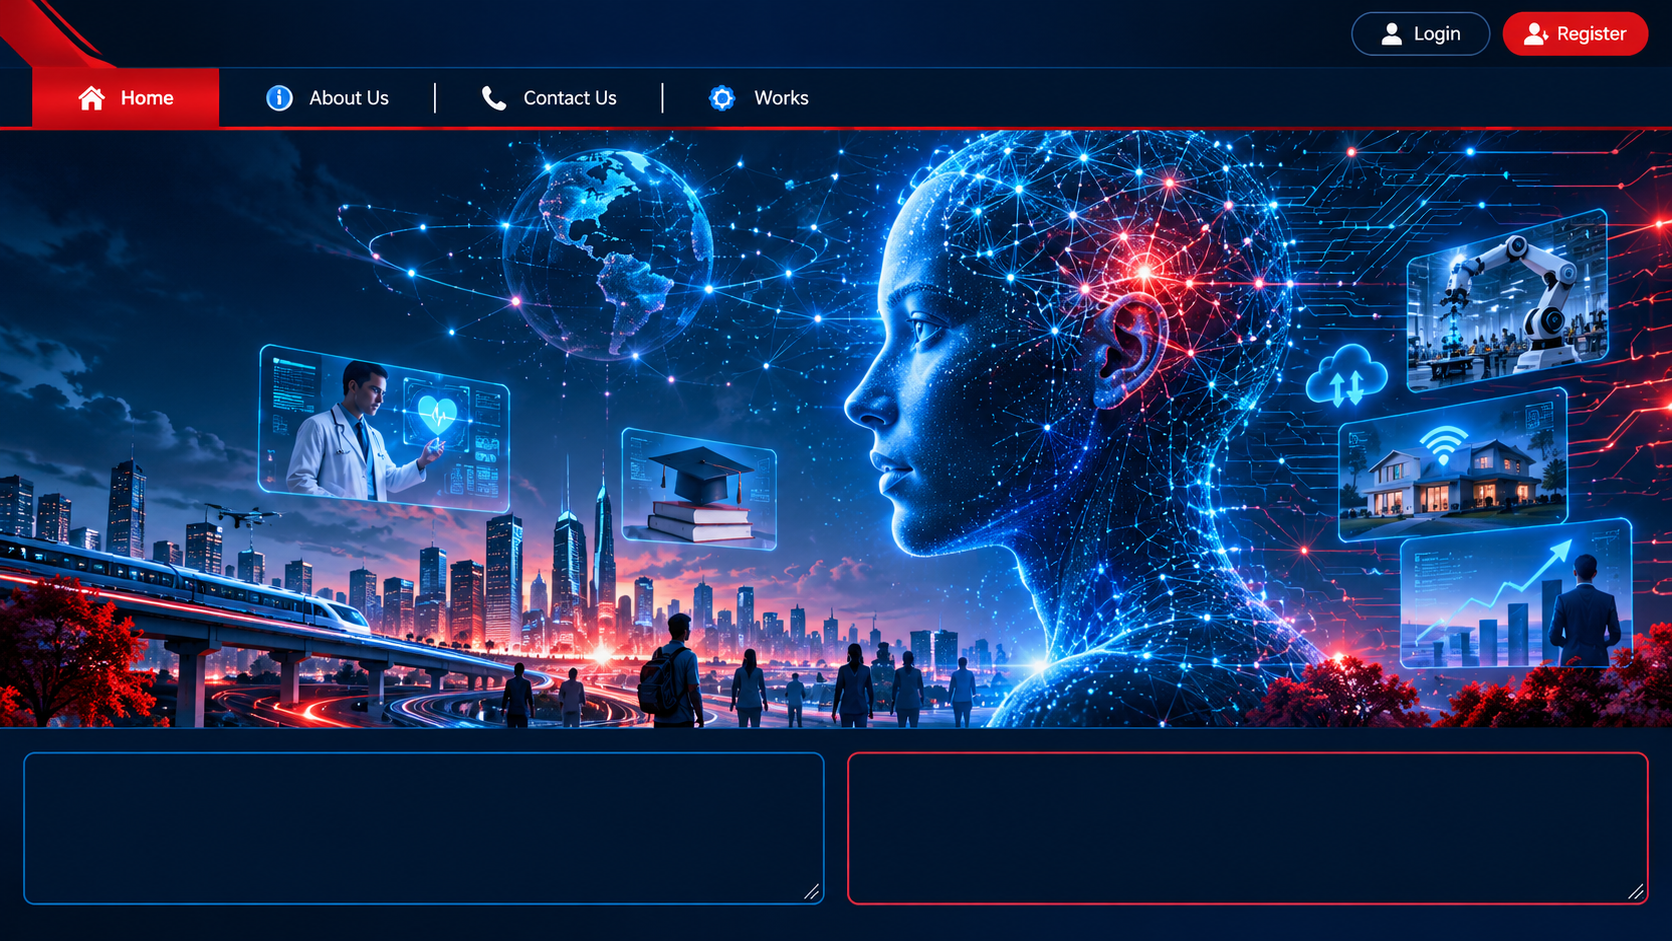 Login
Register
Home
About Us
Contact Us
Works